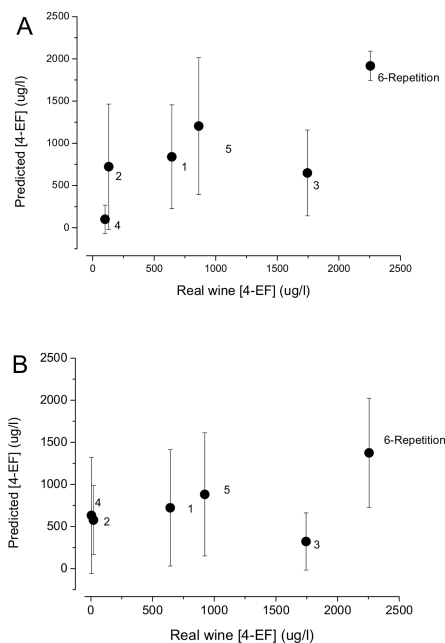 A
2500
2000
1500
1000
500
0
Predicted [4-EF] (ug/l)
6-Repetition
5
1
2
3
4
0 500 1000 1500 2000 2500
Real wine [4-EF] (ug/l)
B
2500
2000
1500
1000
500
0
Predicted [4-EF] (ug/l)
6-Repetition
5
4
1
2
3
0 500 1000 1500 2000 2500
Real wine [4-EF] (ug/l)